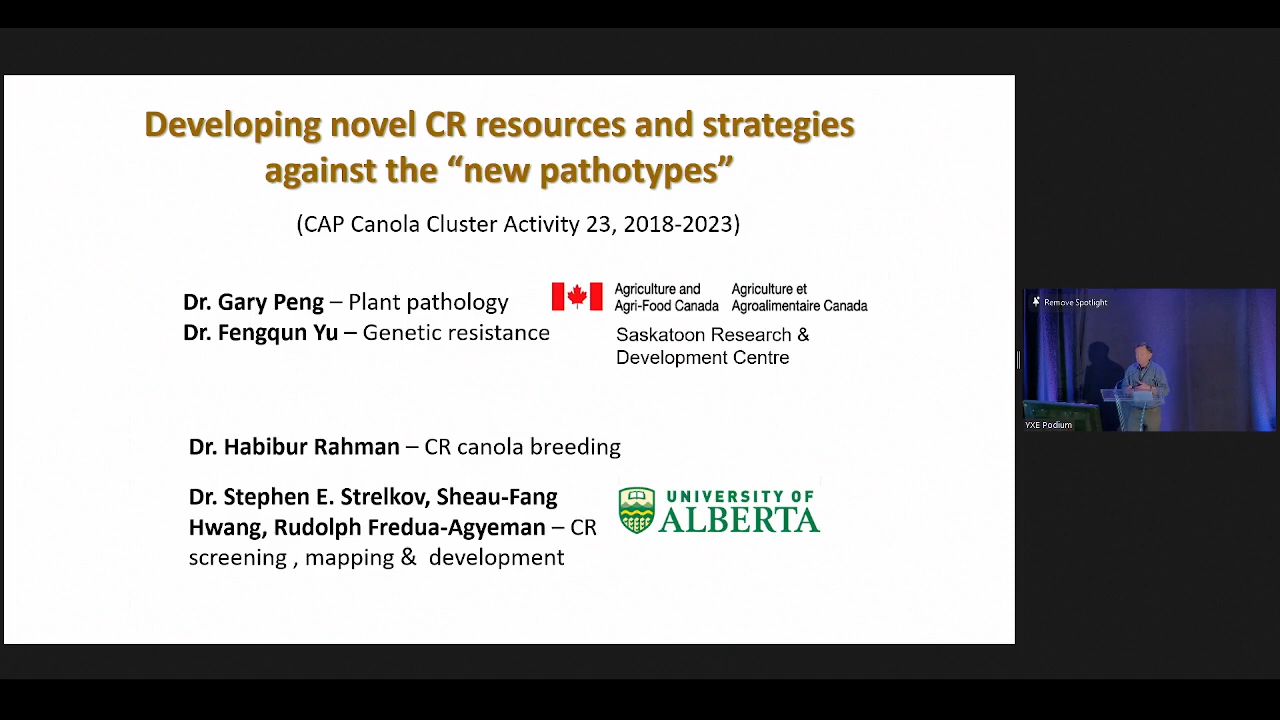 Developing novel CR resources and strategies
against the “new pathotypes”
(CAP Canola Cluster Activity 23, 2018-2023)
Dr. Gary Peng – Plant pathology
Dr. Fengqun Yu – Genetic resistance
Agriculture and Agriculture et
Agri-Food Canada Agroalimentaire Canada
Saskatoon Research &
Development Centre
Dr. Habibur Rahman – CR canola breeding
Dr. Stephen E. Strelkov, Sheau-Fang
Hwang, Rudolph Fredua-Agyeman – CR
screening , mapping & development
UNIVERSITY OF
ALBERTA
Remove Spotlight
YXE Podium